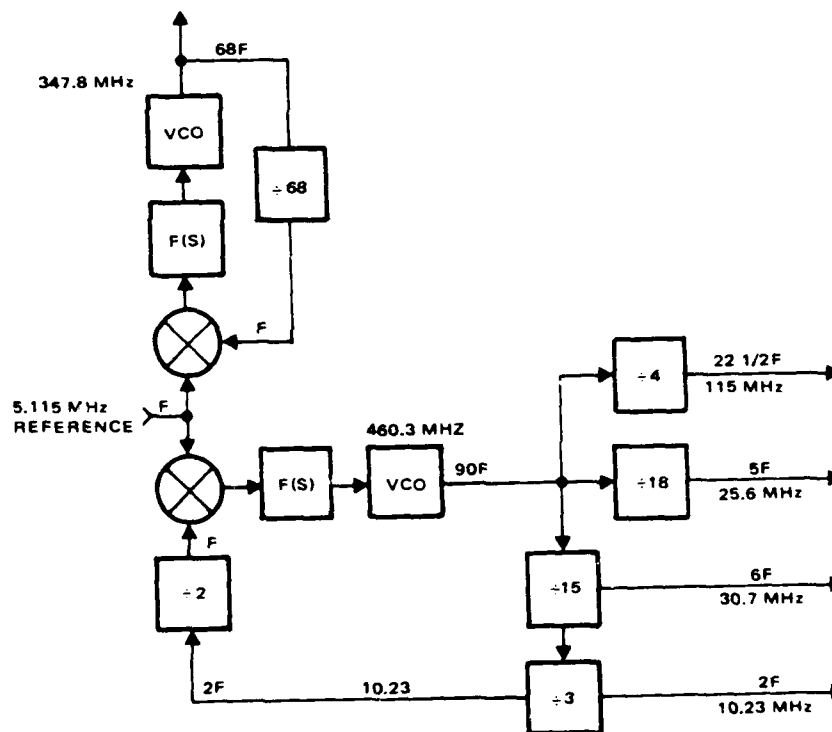 68F
347.8 MHz
VCO
÷68
F(S)
F
÷4
22 1/2F
115 MHz
5.115 MHz
REFERENCE
F
460.3 MHZ
F(S)
VCO
90F
÷18
5F
25.6 MHz
F
÷2
÷15
6F
30.7 MHz
2F
10.23
÷3
2F
10.23 MHz